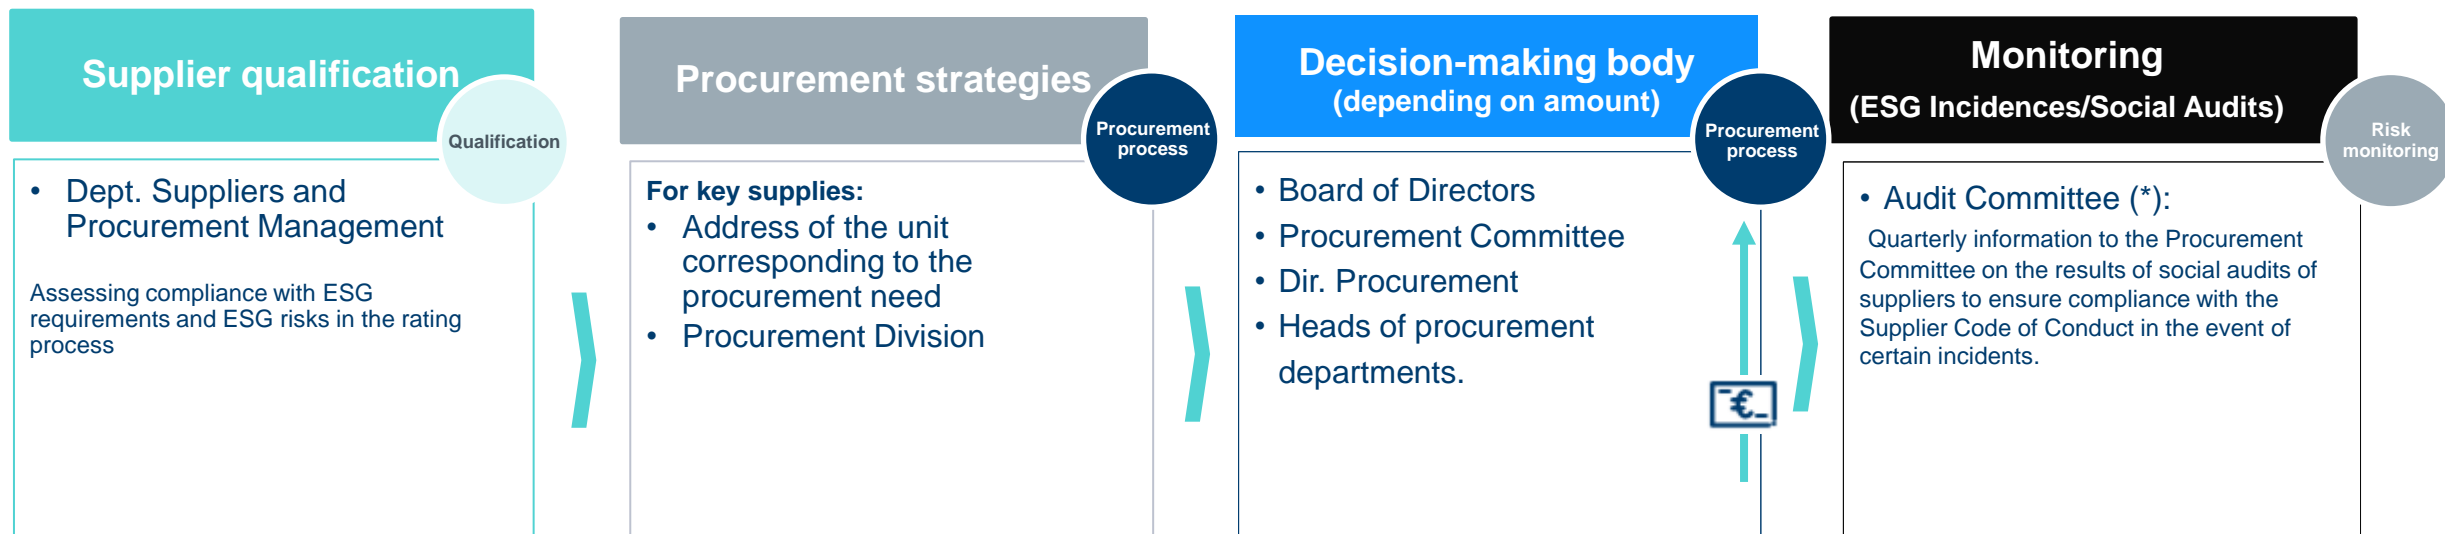 Supplier qualification
Qualification
• Dept. Suppliers and
Procurement Management
Assessing compliance with ESG
requirements and ESG risks in the rating
process
Procurement strategies
Procurement
process
For key supplies:
• Address of the unit
corresponding to the
procurement need
• Procurement Division
Decision-making body
(depending on amount)
Procurement
process
• Board of Directors
• Procurement Committee
• Dir. Procurement
• Heads of procurement
departments.
€
Monitoring
(ESG Incidences/Social Audits)
Risk
monitoring
• Audit Committee (*):
Quarterly information to the Procurement
Committee on the results of social audits of
suppliers to ensure compliance with the
Supplier Code of Conduct in the event of
certain incidents.